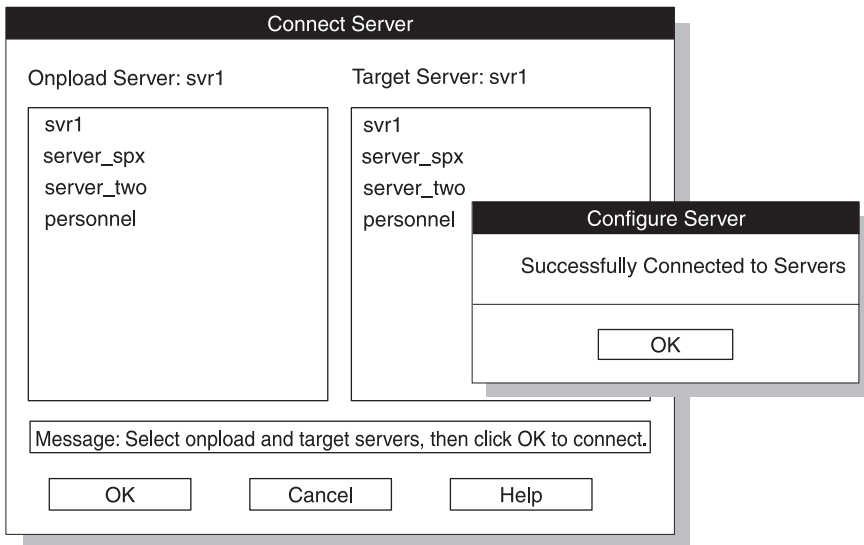 Connect Server
Onpload Server: svr1
svr1
server_spx
server_two
personnel
Target Server: svr1
svr1
server_spx
server_two
personnel
Configure Server
Successfully Connected to Servers
OK
Message: Select onpload and target servers, then click OK to connect.
OK
Cancel
Help